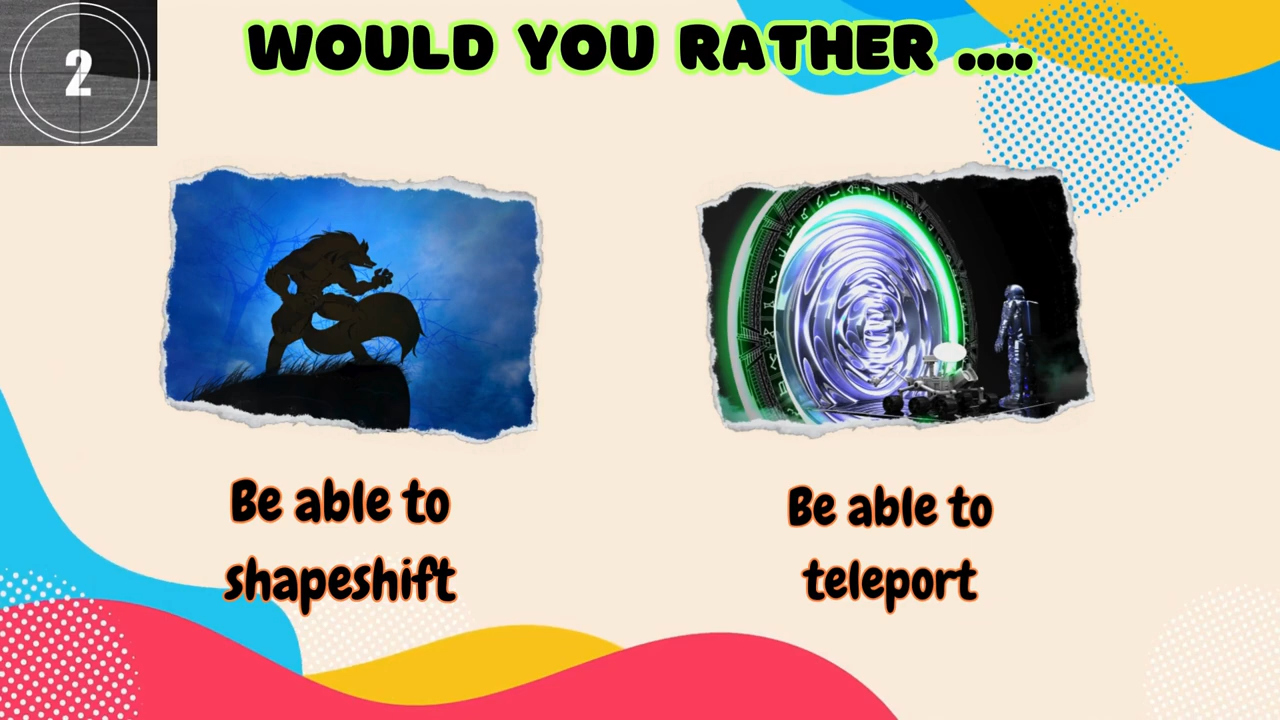 2
WOULD YOU RATHER ....
Be able to
shapeshift
Be able to
teleport